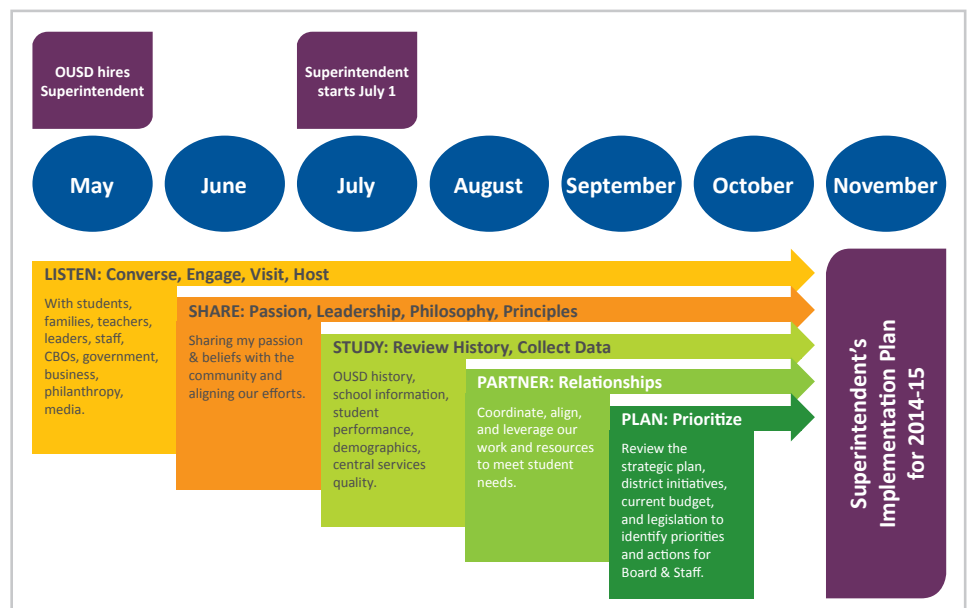 OUSD hires
Superintendent
Superintendent
starts July 1
May
June
July
August
September
October
November
LISTEN: Converse, Engage, Visit, Host
With students,
families, teachers,
leaders, staff,
CBOs, government,
business,
philanthropy,
media.
SHARE: Passion, Leadership, Philosophy, Principles
Sharing my passion
& beliefs with the
community and
aligning our efforts.
STUDY: Review History, Collect Data
OUSD history,
school information,
student
performance,
demographics,
central services
quality.
PARTNER: Relationships
Coordinate, align,
and leverage our
work and resources
to meet student
needs.
PLAN: Prioritize
Review the
strategic plan,
district initiatives,
current budget,
and legislation to
identify priorities
and actions for
Board & Staff.
Superintendent's
Implementation Plan
for 2014-15